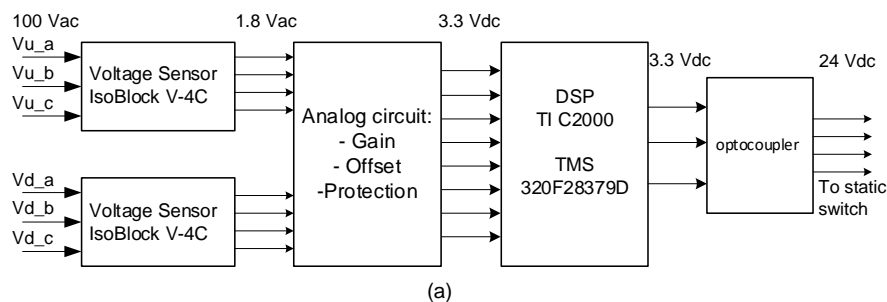 100 Vac
1.8 Vac
3.3 Vdc
3.3 Vdc
24 Vdc
Vu_a
Vu_b
Vu_c
Voltage Sensor
IsoBlock V-4C
Vd_a
Vd_b
Vd_c
Voltage Sensor
IsoBlock V-4C
Analog circuit:
- Gain
- Offset
-Protection
DSP
TI C2000
TMS
320F28379D
optocoupler
To static
switch
(a)